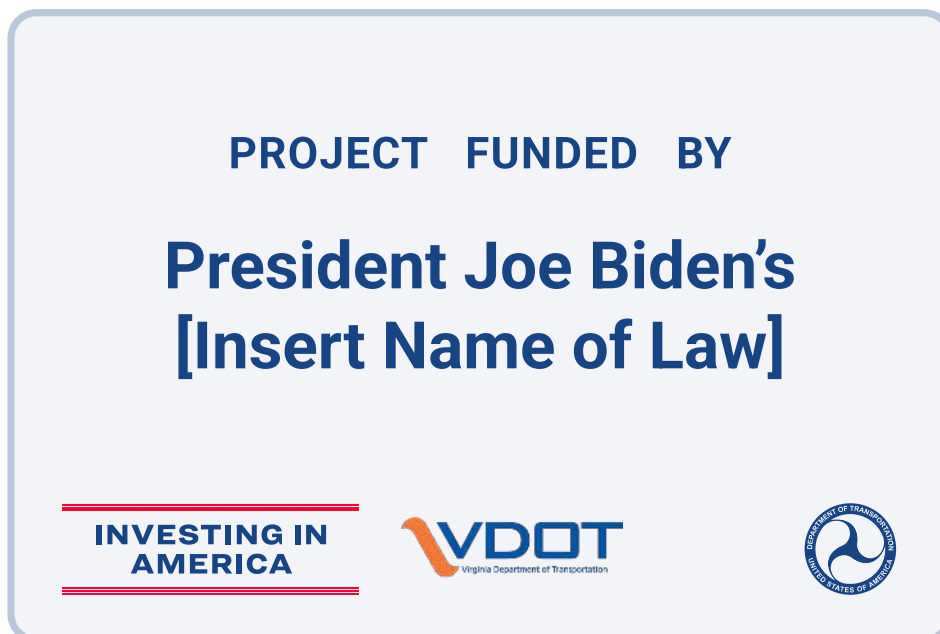 PROJECT FUNDED BY
President Joe Biden’s
[Insert Name of Law]
INVESTING IN
AMERICA
VDOT
Virginia Department of Transportation
DEPARTMENT OF TRANSPORTATION
UNITED STATES OF AMERICA